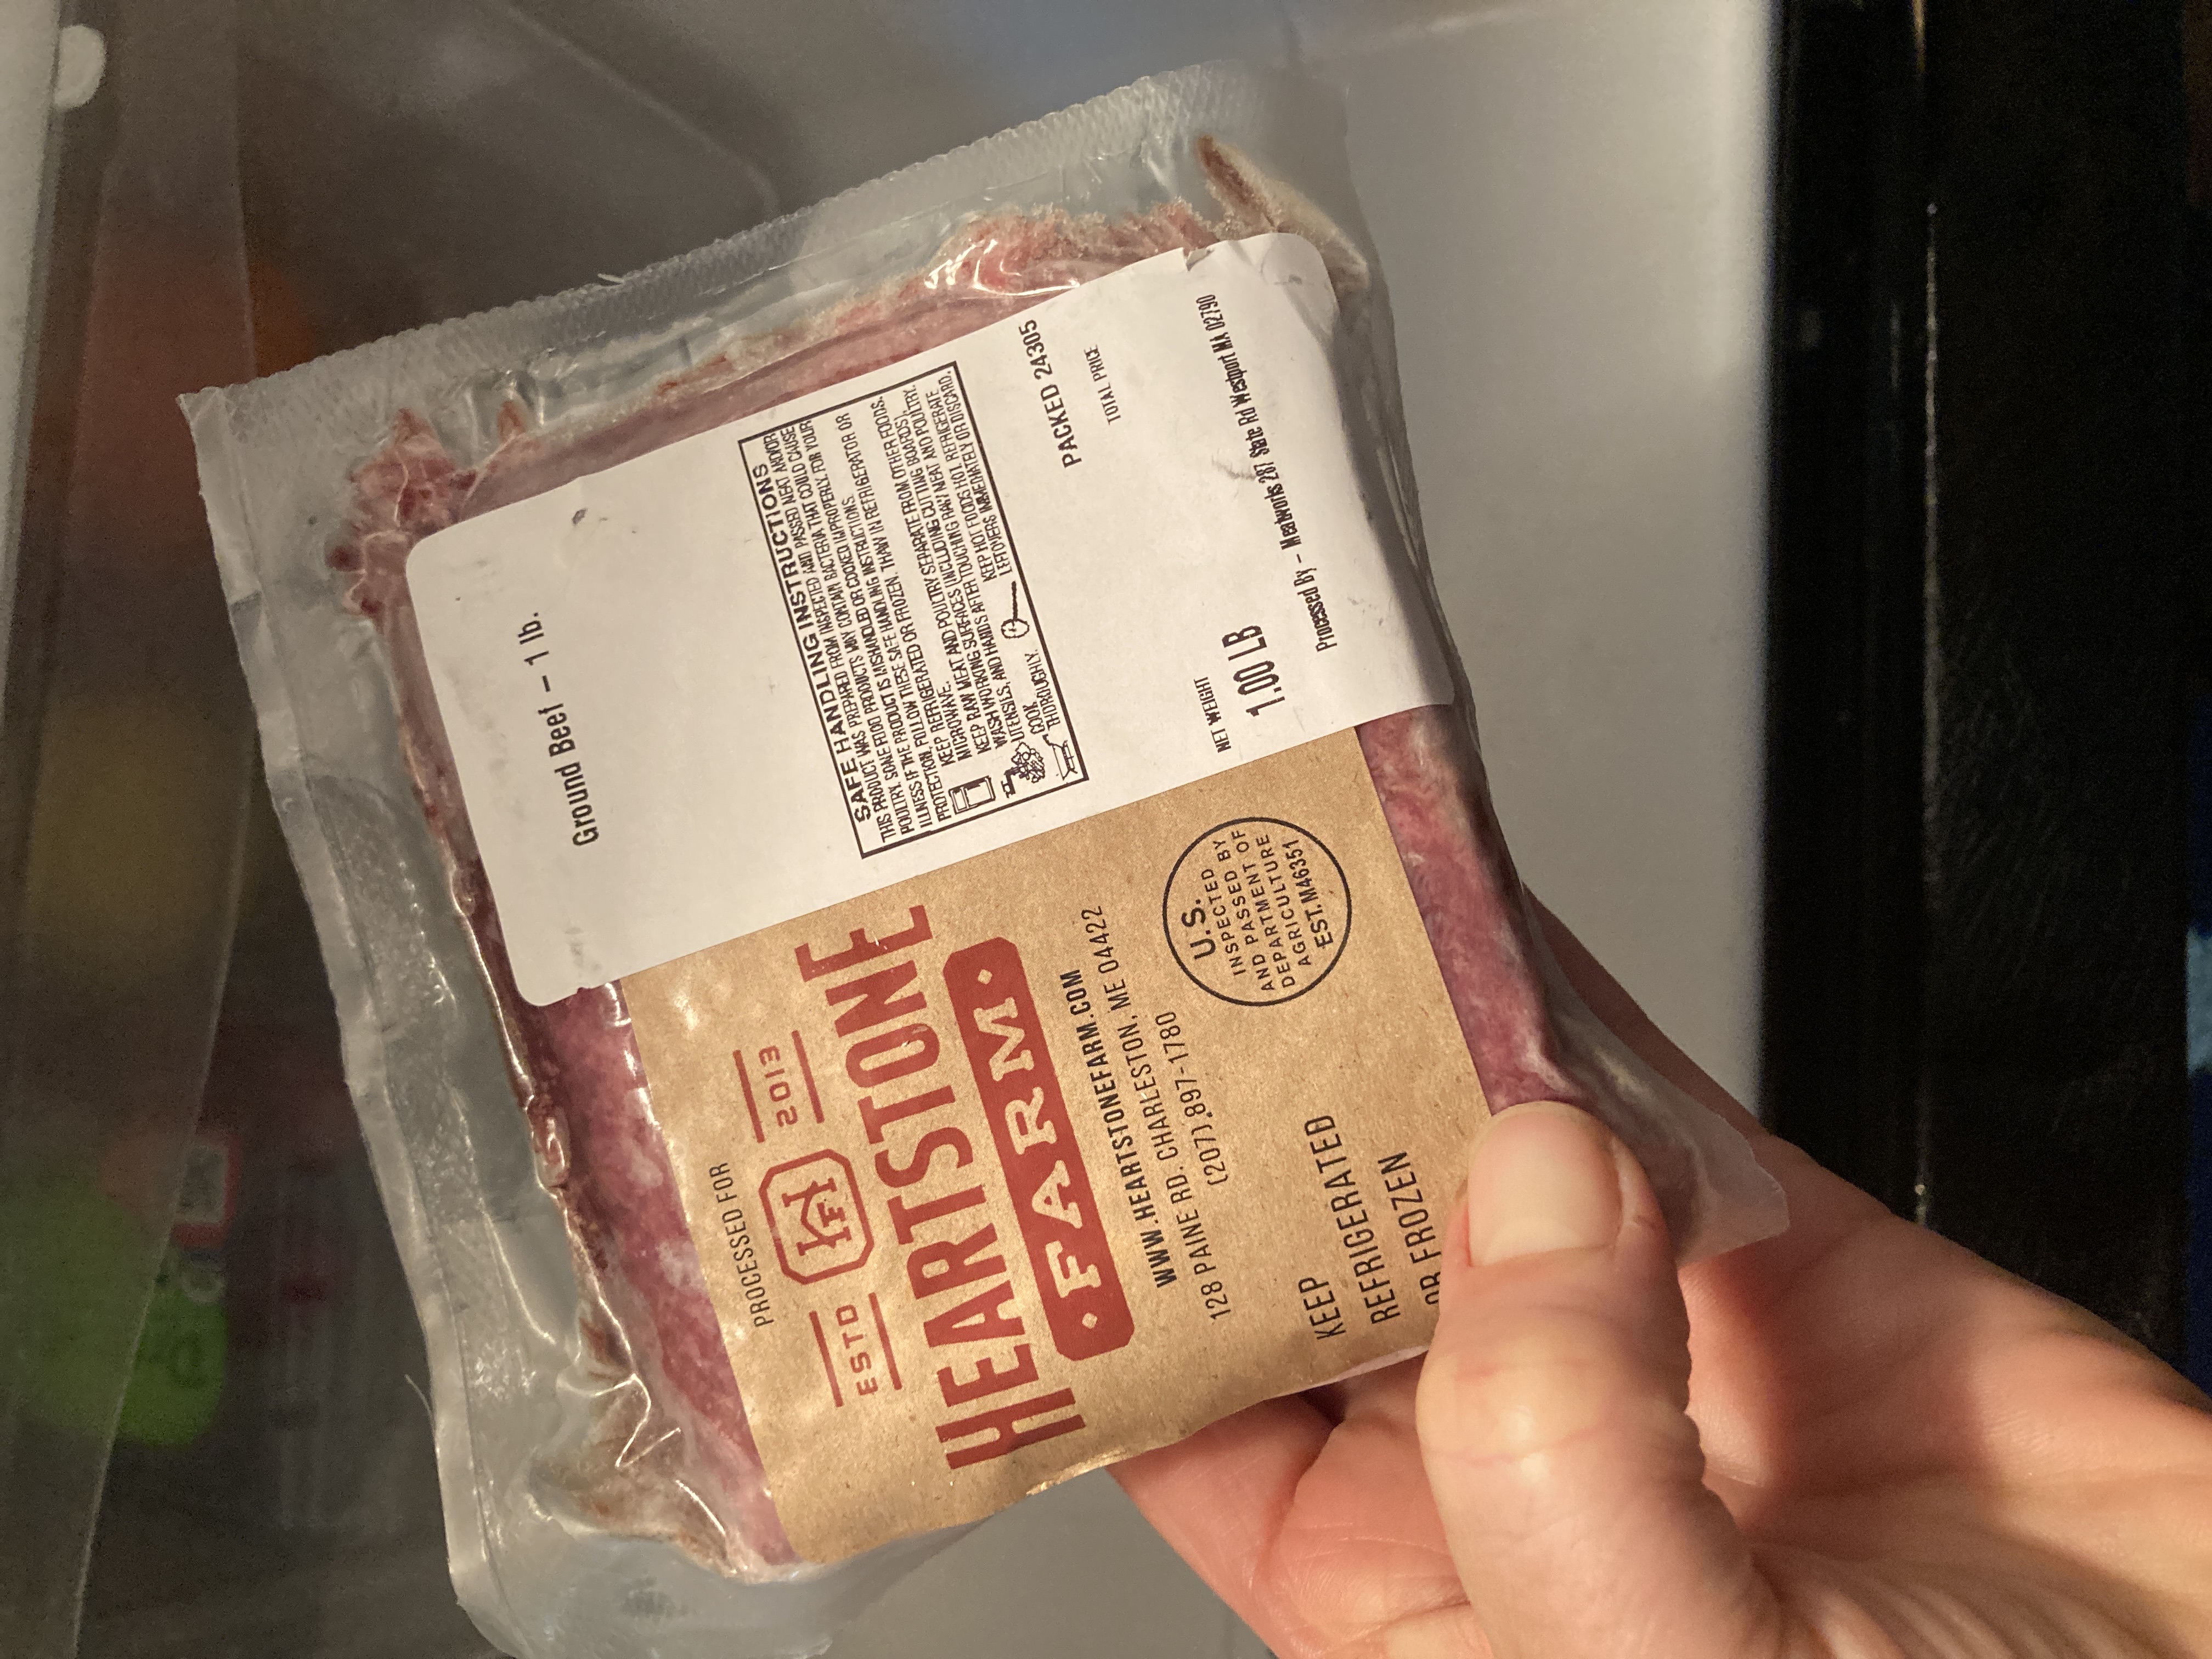 Ground Beef - 1 lb.
SAFE HANDLING INSTRUCTIONS
THIS PRODUCT WAS PREPARED FROM INSPECTED AND PASSED MEAT AND/OR
POULTRY. SOME FOOD PRODUCTS MAY CONTAIN BACTERIA THAT COULD CAUSE
ILLNESS IF THE PRODUCT IS MISHANDLED OR COOKED IMPROPERLY. FOR YOUR
PROTECTION, FOLLOW THESE SAFE HANDLING INSTRUCTIONS.
KEEP REFRIGERATED OR FROZEN. THAW IN REFRIGERATOR OR
MICROWAVE.
KEEP RAW MEAT AND POULTRY SEPARATE FROM OTHER FOODS.
WASH WORKING SURFACES (INCLUDING CUTTING BOARDS),
UTENSILS, AND HANDS AFTER TOUCHING RAW MEAT AND POULTRY.
COOK
THOROUGHLY.
KEEP HOT FOODS HOT. REFRIGERATE
LEFTOVERS IMMEDIATELY OR DISCARD.
PACKED 24305
TOTAL PRICE
NET WEIGHT
1.00 LB
Processed By - Meatworks 287 State Rd Westport MA 02790
PROCESSED FOR
ESTD HF 2013
HEARTSTONE
FARM
WWW.HEARTSTONEFARM.COM
128 PAINE RD. CHARLESTON, ME 04422
(207) 897-1780
KEEP
REFRIGERATED
OR FROZEN
U.S.
INSPECTED BY
AND PASSED BY
DEPARTMENT OF
AGRICULTURE
EST.M46351